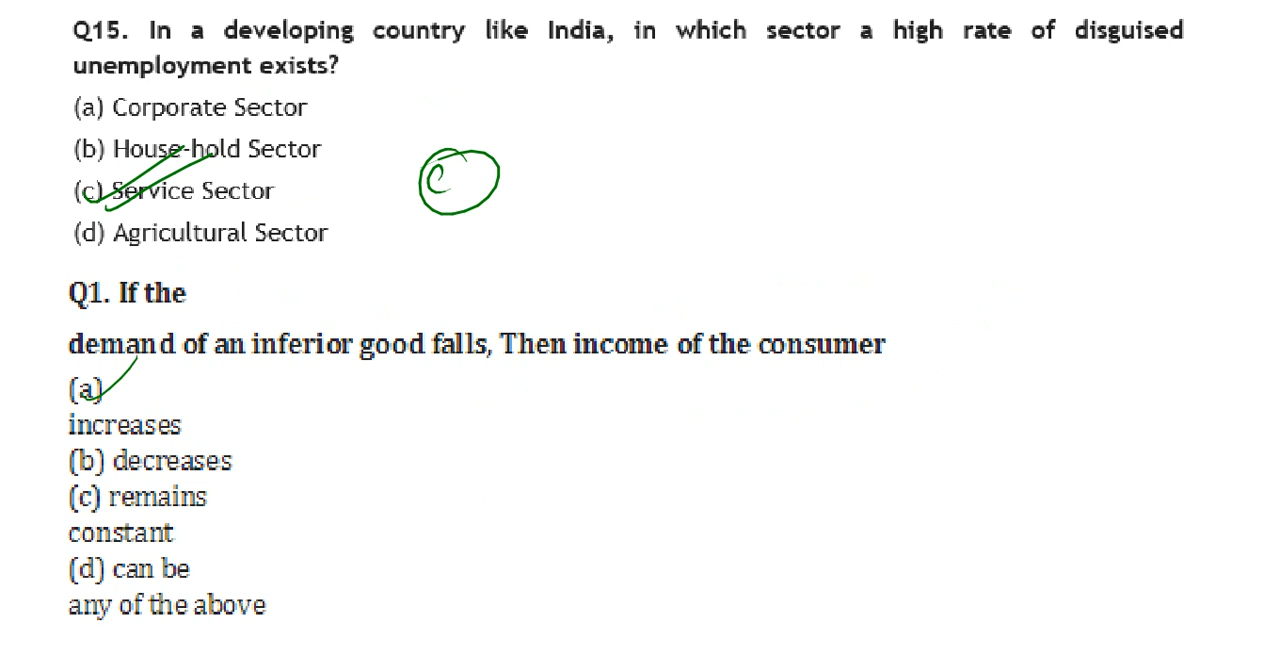 Q15. In a developing country like India, in which sector a high rate of disguised
unemployment exists?
(a) Corporate Sector
(b) House-hold Sector
(c) Service Sector
(d) Agricultural Sector
C
Q1. If the
demand of an inferior good falls, Then income of the consumer
(a)
increases
(b) decreases
(c) remains
constant
(d) can be
any of the above